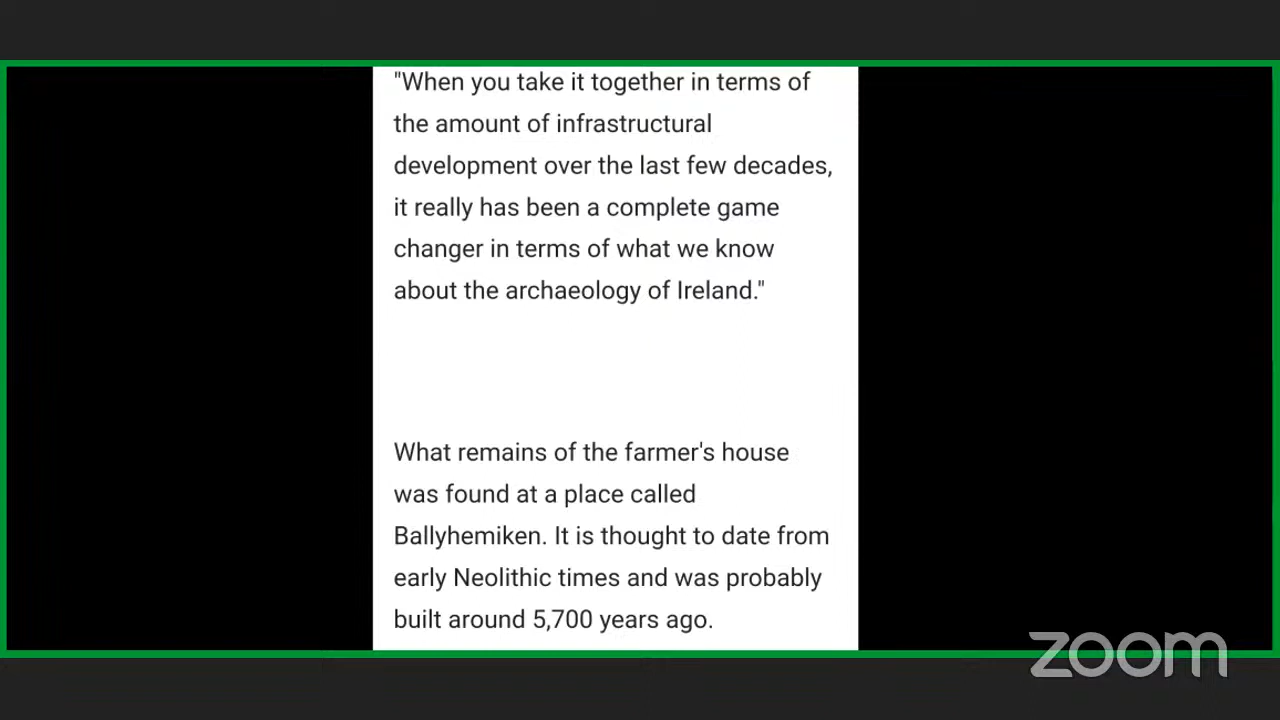 "When you take it together in terms of
the amount of infrastructural
development over the last few decades,
it really has been a complete game
changer in terms of what we know
about the archaeology of Ireland."
What remains of the farmer's house
was found at a place called
Ballyhemiken. It is thought to date from
early Neolithic times and was probably
built around 5,700 years ago.
zoom